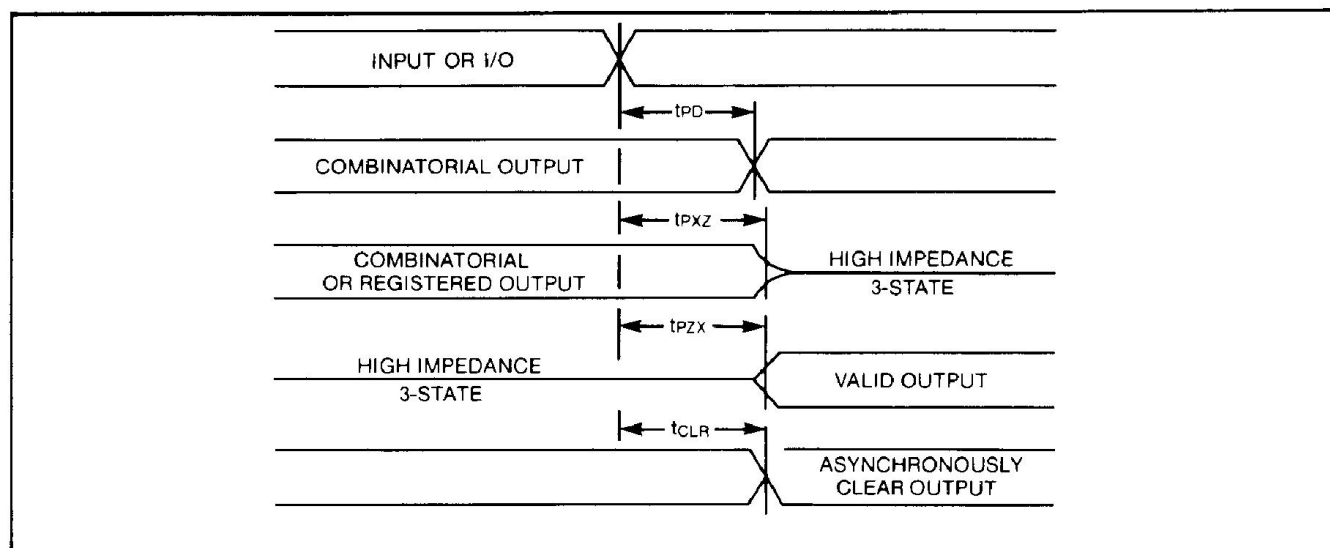 INPUT OR I/O
tPD
COMBINATORIAL OUTPUT
tPXZ
COMBINATORIAL
OR REGISTERED OUTPUT
HIGH IMPEDANCE
3-STATE
tPZX
HIGH IMPEDANCE
3-STATE
VALID OUTPUT
tCLR
ASYNCHRONOUSLY
CLEAR OUTPUT